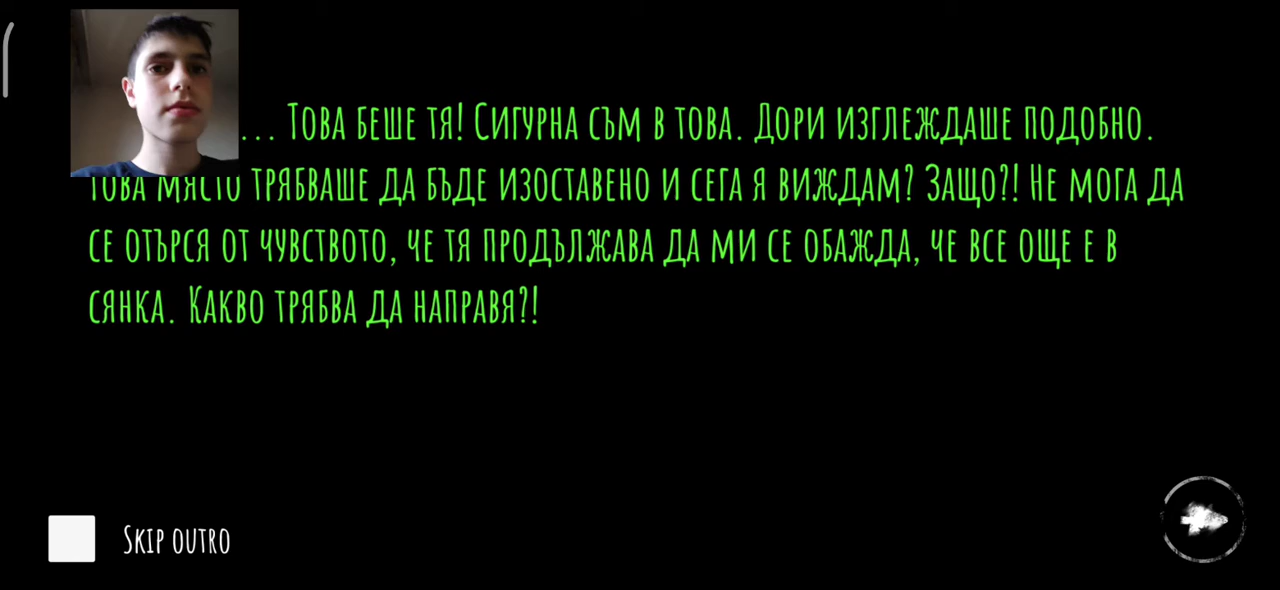 ... Това беше тя! Сигурна съм в това. Дори изглеждаше подобно.
Това място трябваше да бъде изоставено и сега я виждам? Защо?! Не мога да
се отърся от чувството, че тя продължава да ми се обажда, че все още е в
сянка. Какво трябва да направя?!
Skip outro